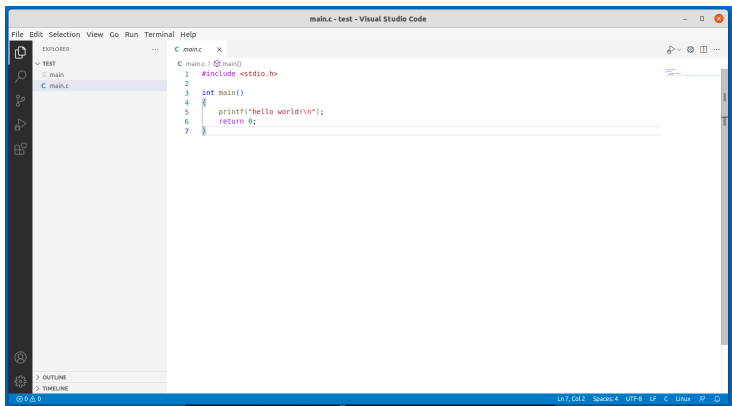 main.c - test - Visual Studio Code
File Edit Selection View Go Run Terminal Help
EXPLORER
TEST
main
C main.c
OUTLINE
TIMELINE
C main.c ×
C main.c > main()
1 #include <stdio.h>
2
3 int main()
4 {
5 printf("hello world!\n");
6 return 0;
7 }
0 0
Ln 7, Col 2 Spaces: 4 UTF-8 LF C Linux